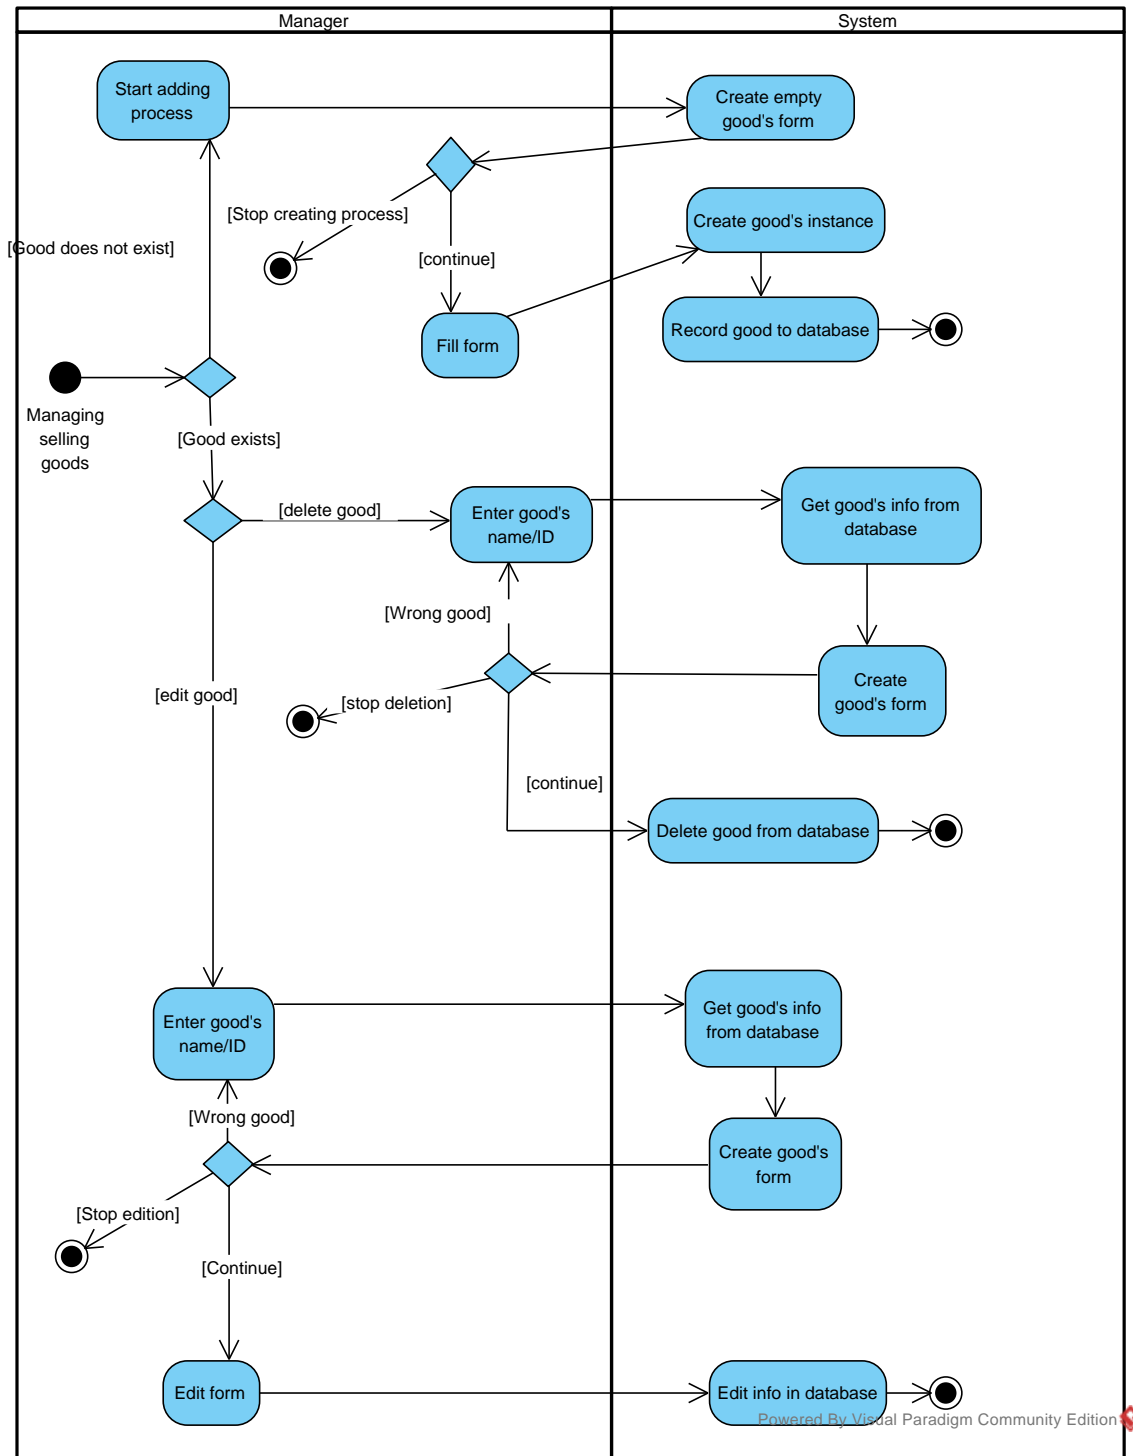 Manager
System
Start adding
process
Create empty
good's form
[Stop creating process]
Create good's instance
[Good does not exist]
[continue]
Fill form
Record good to database
Managing
selling
goods
[Good exists]
[delete good]
Enter good's
name/ID
Get good's info from
database
[Wrong good]
[edit good]
[stop deletion]
Create
good's form
[continue]
Delete good from database
Enter good's
name/ID
Get good's info
from database
[Wrong good]
Create good's
form
[Stop edition]
[Continue]
Edit form
Edit info in database
Powered By Visual Paradigm Community Edition